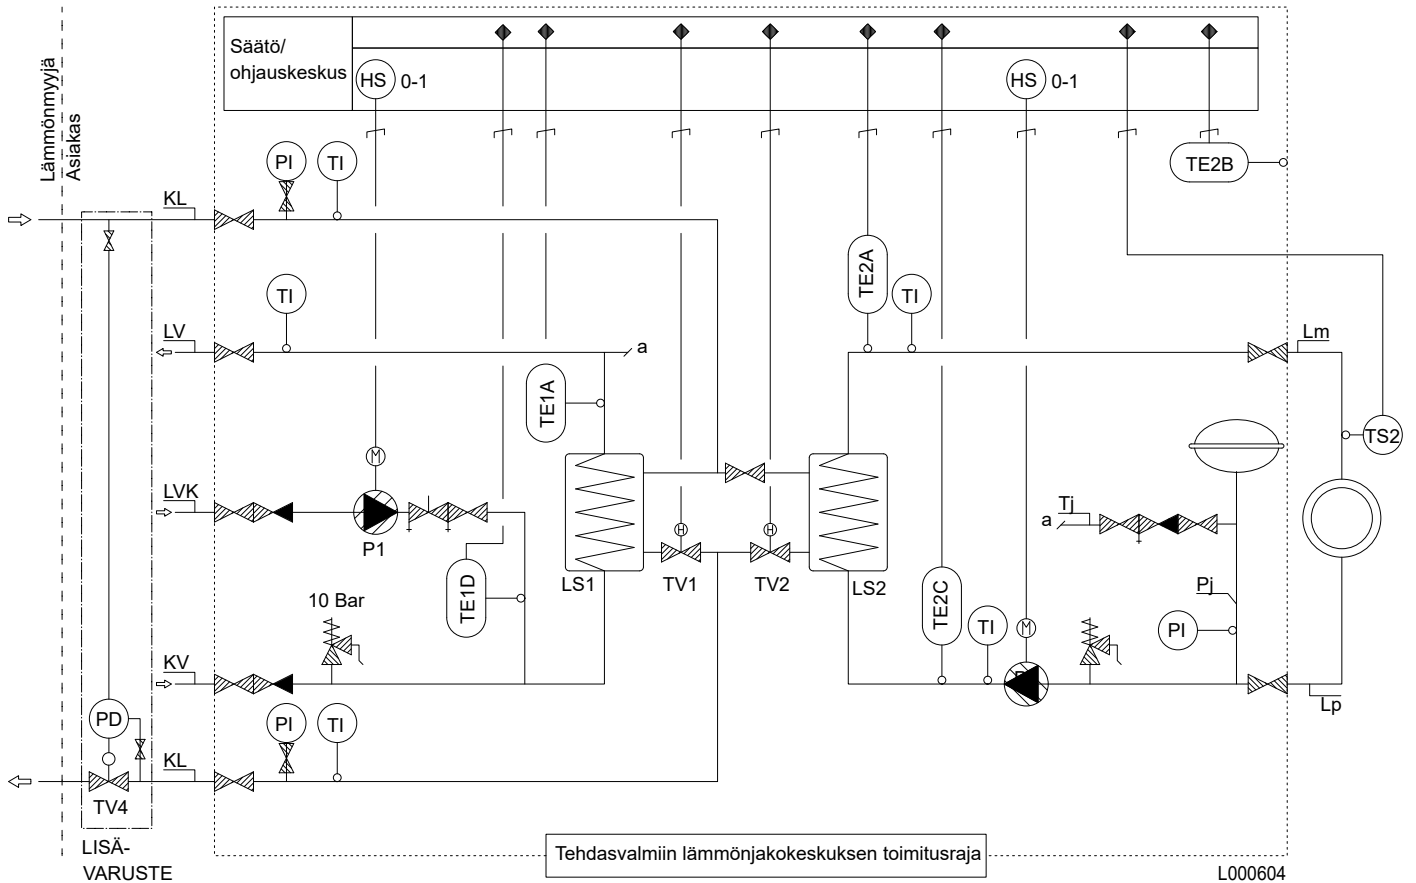 Lämmönmyyjä
Asiakas
Säätö/
ohjauskeskus
HS 0-1
HS 0-1
PI
TI
TE2B
KL
TE2A
TI
TI
LV
a
Lm
TE1A
TS2
M
LVK
P1
H
H
Tj
a
TE1D
LS1
TV1
TV2
LS2
TE2C
Pj
10 Bar
TI
M
PI
KV
Lp
PD
PI
TI
KL
TV4
LISÄ-
VARUSTE
Tehdasvalmiin lämmönjakokeskuksen toimitusraja
L000604